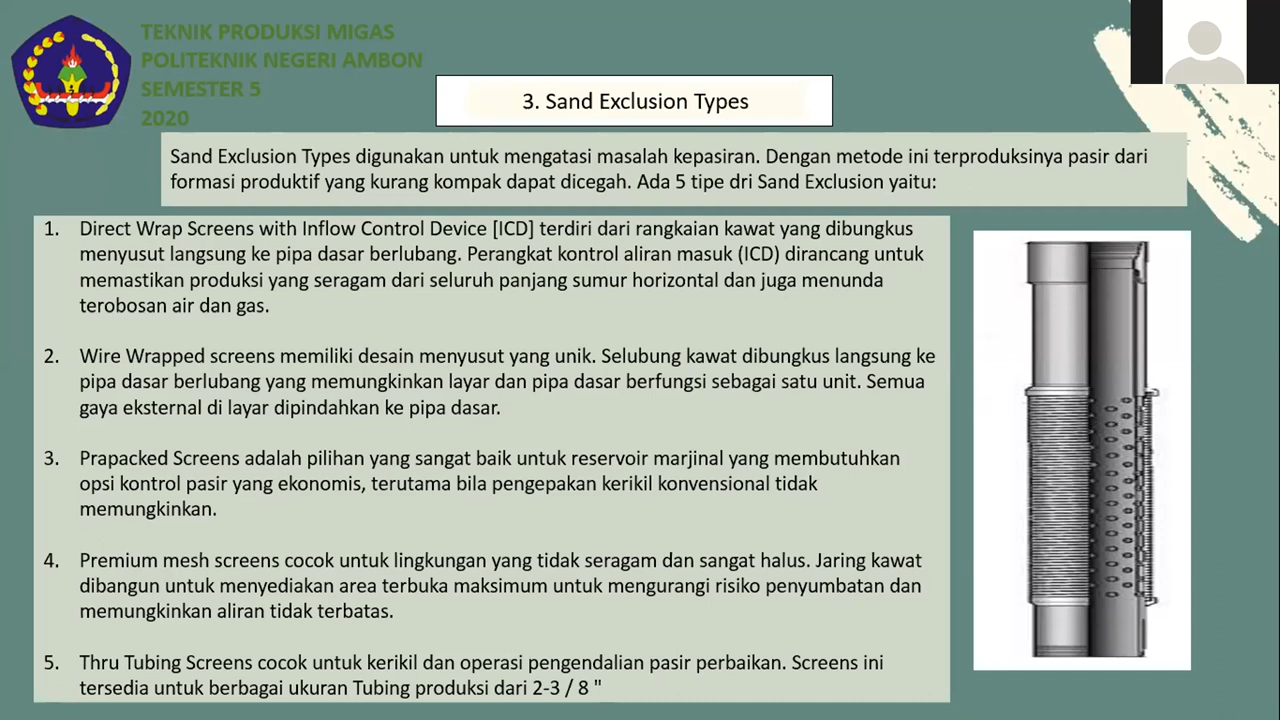 TEKNIK PRODUKSI MIGAS
POLITEKNIK NEGERI AMBON
SEMESTER 5
2020
3. Sand Exclusion Types
Sand Exclusion Types digunakan untuk mengatasi masalah kepasiran. Dengan metode ini terproduksinya pasir dari
formasi produktif yang kurang kompak dapat dicegah. Ada 5 tipe dri Sand Exclusion yaitu:
1. Direct Wrap Screens with Inflow Control Device [ICD] terdiri dari rangkaian kawat yang dibungkus
menyusut langsung ke pipa dasar berlubang. Perangkat kontrol aliran masuk (ICD) dirancang untuk
memastikan produksi yang seragam dari seluruh panjang sumur horizontal dan juga menunda
terobosan air dan gas.
2. Wire Wrapped screens memiliki desain menyusut yang unik. Selubung kawat dibungkus langsung ke
pipa dasar berlubang yang memungkinkan layar dan pipa dasar berfungsi sebagai satu unit. Semua
gaya eksternal di layar dipindahkan ke pipa dasar.
3. Prapacked Screens adalah pilihan yang sangat baik untuk reservoir marjinal yang membutuhkan
opsi kontrol pasir yang ekonomis, terutama bila pengepakan kerikil konvensional tidak
memungkinkan.
4. Premium mesh screens cocok untuk lingkungan yang tidak seragam dan sangat halus. Jaring kawat
dibangun untuk menyediakan area terbuka maksimum untuk mengurangi risiko penyumbatan dan
memungkinkan aliran tidak terbatas.
5. Thru Tubing Screens cocok untuk kerikil dan operasi pengendalian pasir perbaikan. Screens ini
tersedia untuk berbagai ukuran Tubing produksi dari 2-3 / 8 "